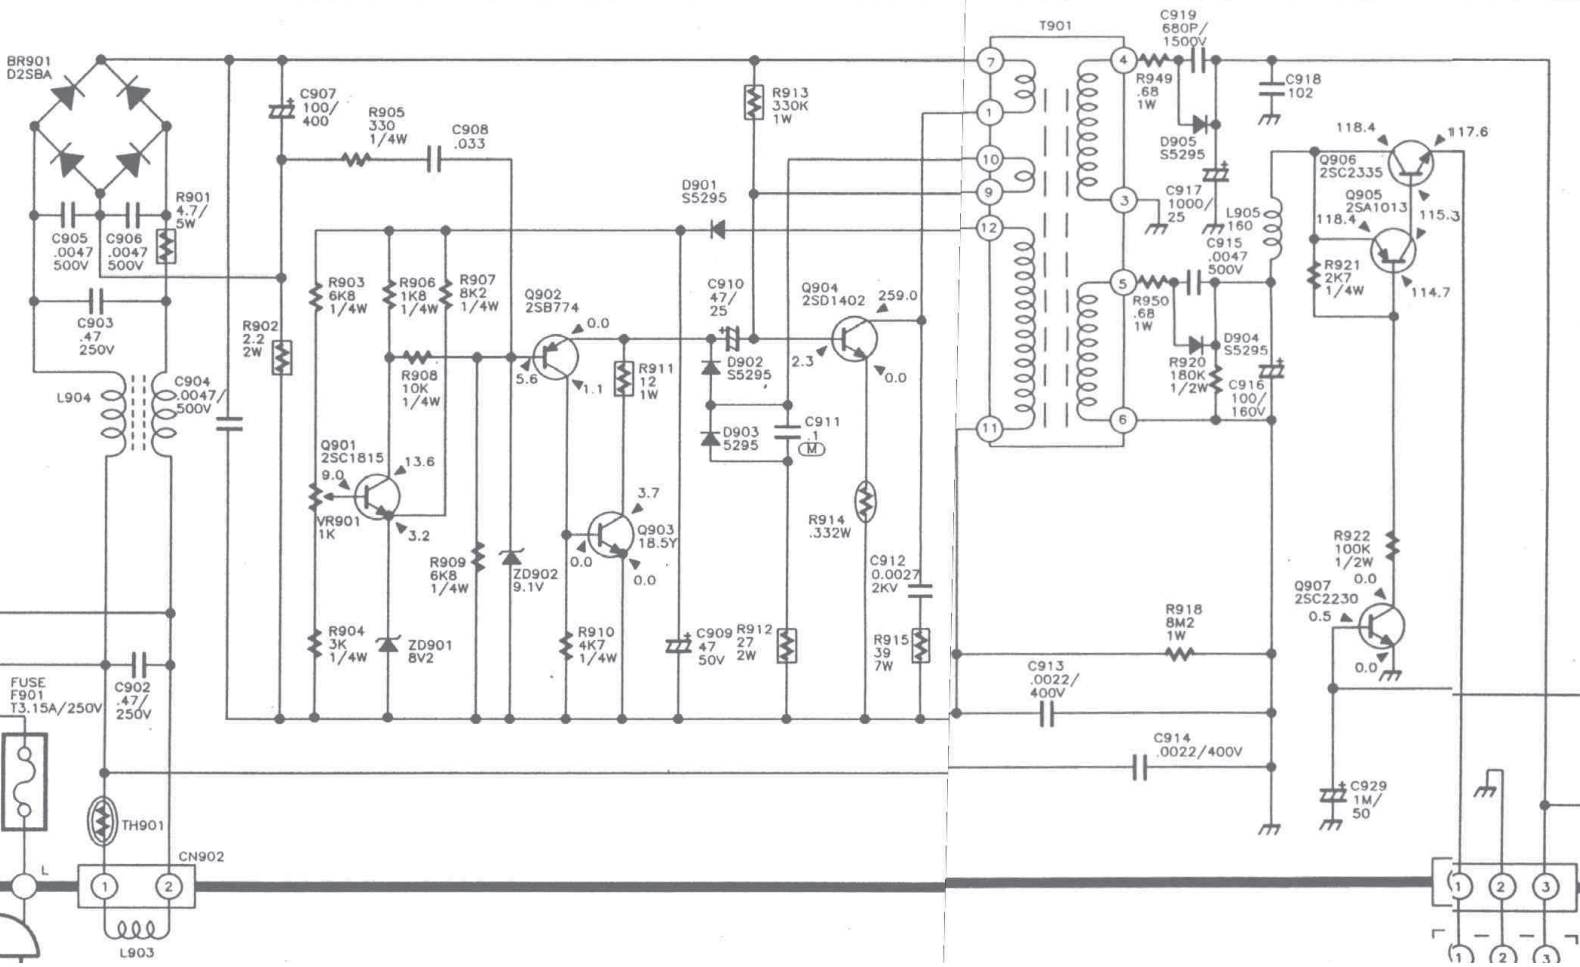 BR901
D2SBA
C907
100/
400
R905
330
1/4W
C908
.033
R913
330K
1W
T901
C919
680P/
1500V
R949
.68
1W
C918
102
D905
S5295
C917
1000/
25
7
1
10
9
12
11
4
3
5
6
R901
4.7/
5W
C905
.0047
500V
C906
.0047
500V
C903
.47
250V
L904
C904
.0047/
500V
R902
2.2
2W
R903
6K8
1/4W
R906
1K8
1/4W
R907
8K2
1/4W
R908
10K
1/4W
Q902
2SB774
0.0
5.6
1.1
D901
S5295
C910
47/
25
Q904
2SD1402
259.0
2.3
0.0
D902
S5295
D903
5295
C911
.1
M
R911
12
1W
Q901
2SC1815
9.0
13.6
3.2
VR901
1K
3.7
Q903
18.5Y
0.0
0.0
R909
6K8
1/4W
ZD902
9.1V
R914
.332W
C912
0.0027
2KV
R904
3K
1/4W
ZD901
8V2
R910
4K7
1/4W
C909
47
50V
R912
27
2W
R915
39
7W
118.4
117.6
Q906
2SC2335
Q905
2SA1013
118.4
115.3
114.7
L905
160
C915
.0047
500V
R921
2K7
1/4W
R950
.68
1W
D904
S5295
R920
180K
1/2W
C916
100/
160V
R922
100K
1/2W
0.0
Q907
2SC2230
0.5
0.0
R918
8M2
1W
C913
.0022/
400V
C914
.0022/400V
C929
1M/
50
FUSE
F901
T3.15A/250V
C902
.47/
250V
TH901
CN902
L
1
2
L903
1
2
3
1
2
3